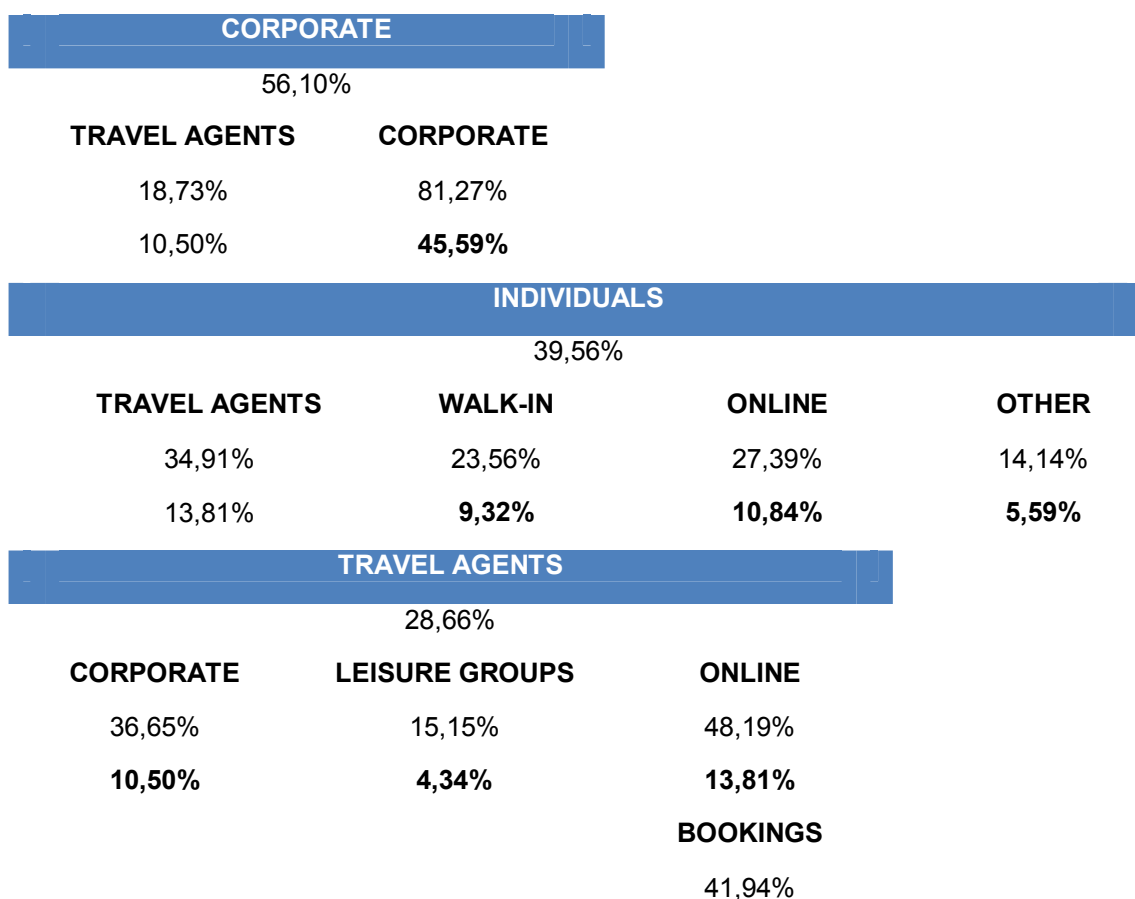 CORPORATE
56,10%
TRAVEL AGENTS CORPORATE
18,73% 81,27%
10,50% 45,59%
INDIVIDUALS
39,56%
TRAVEL AGENTS WALK-IN ONLINE OTHER
34,91% 23,56% 27,39% 14,14%
13,81% 9,32% 10,84% 5,59%
TRAVEL AGENTS
28,66%
CORPORATE LEISURE GROUPS ONLINE
36,65% 15,15% 48,19%
10,50% 4,34% 13,81%
BOOKINGS
41,94%